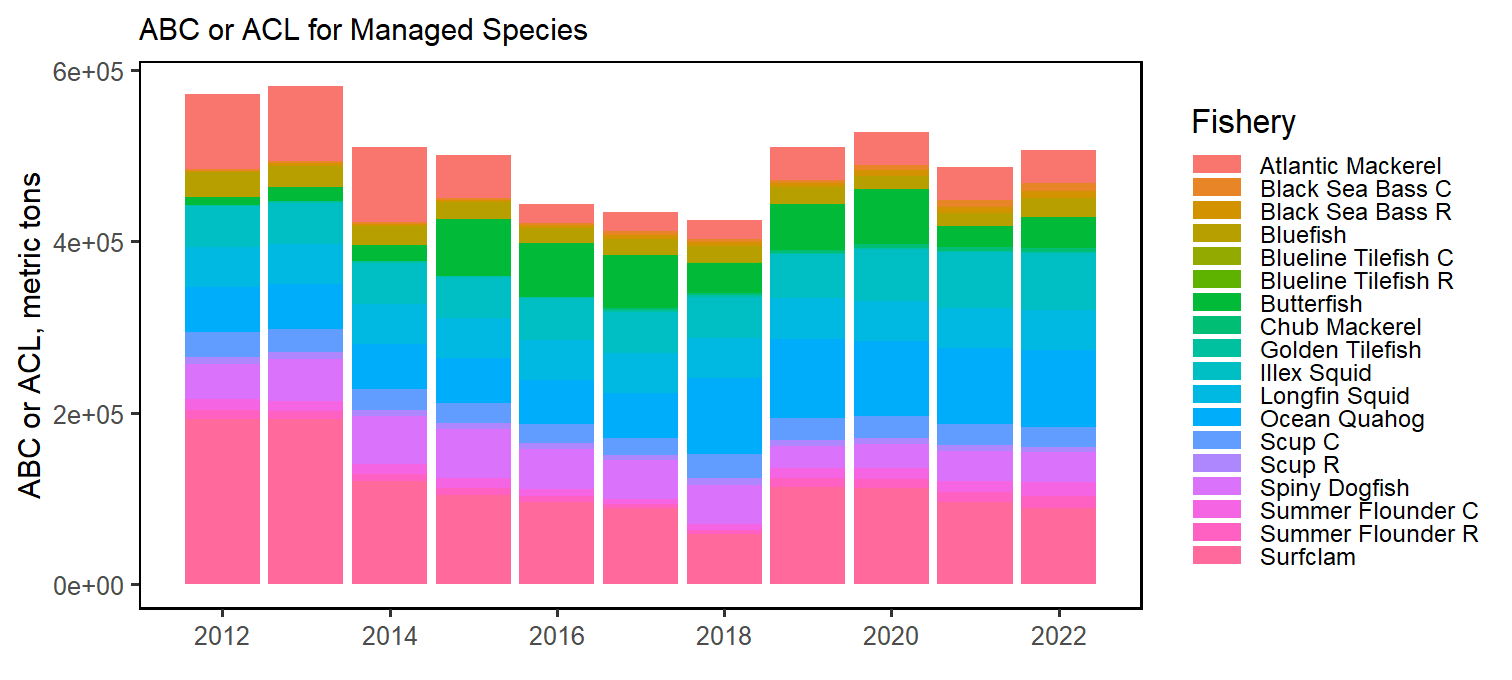 ABC or ACL for Managed Species
ABC or ACL, metric tons
6e+05
4e+05
2e+05
0e+00
2012
2014
2016
2018
2020
2022
Fishery
Atlantic Mackerel
Black Sea Bass C
Black Sea Bass R
Bluefish
Blueline Tilefish C
Blueline Tilefish R
Butterfish
Chub Mackerel
Golden Tilefish
Illex Squid
Longfin Squid
Ocean Quahog
Scup C
Scup R
Spiny Dogfish
Summer Flounder C
Summer Flounder R
Surfclam